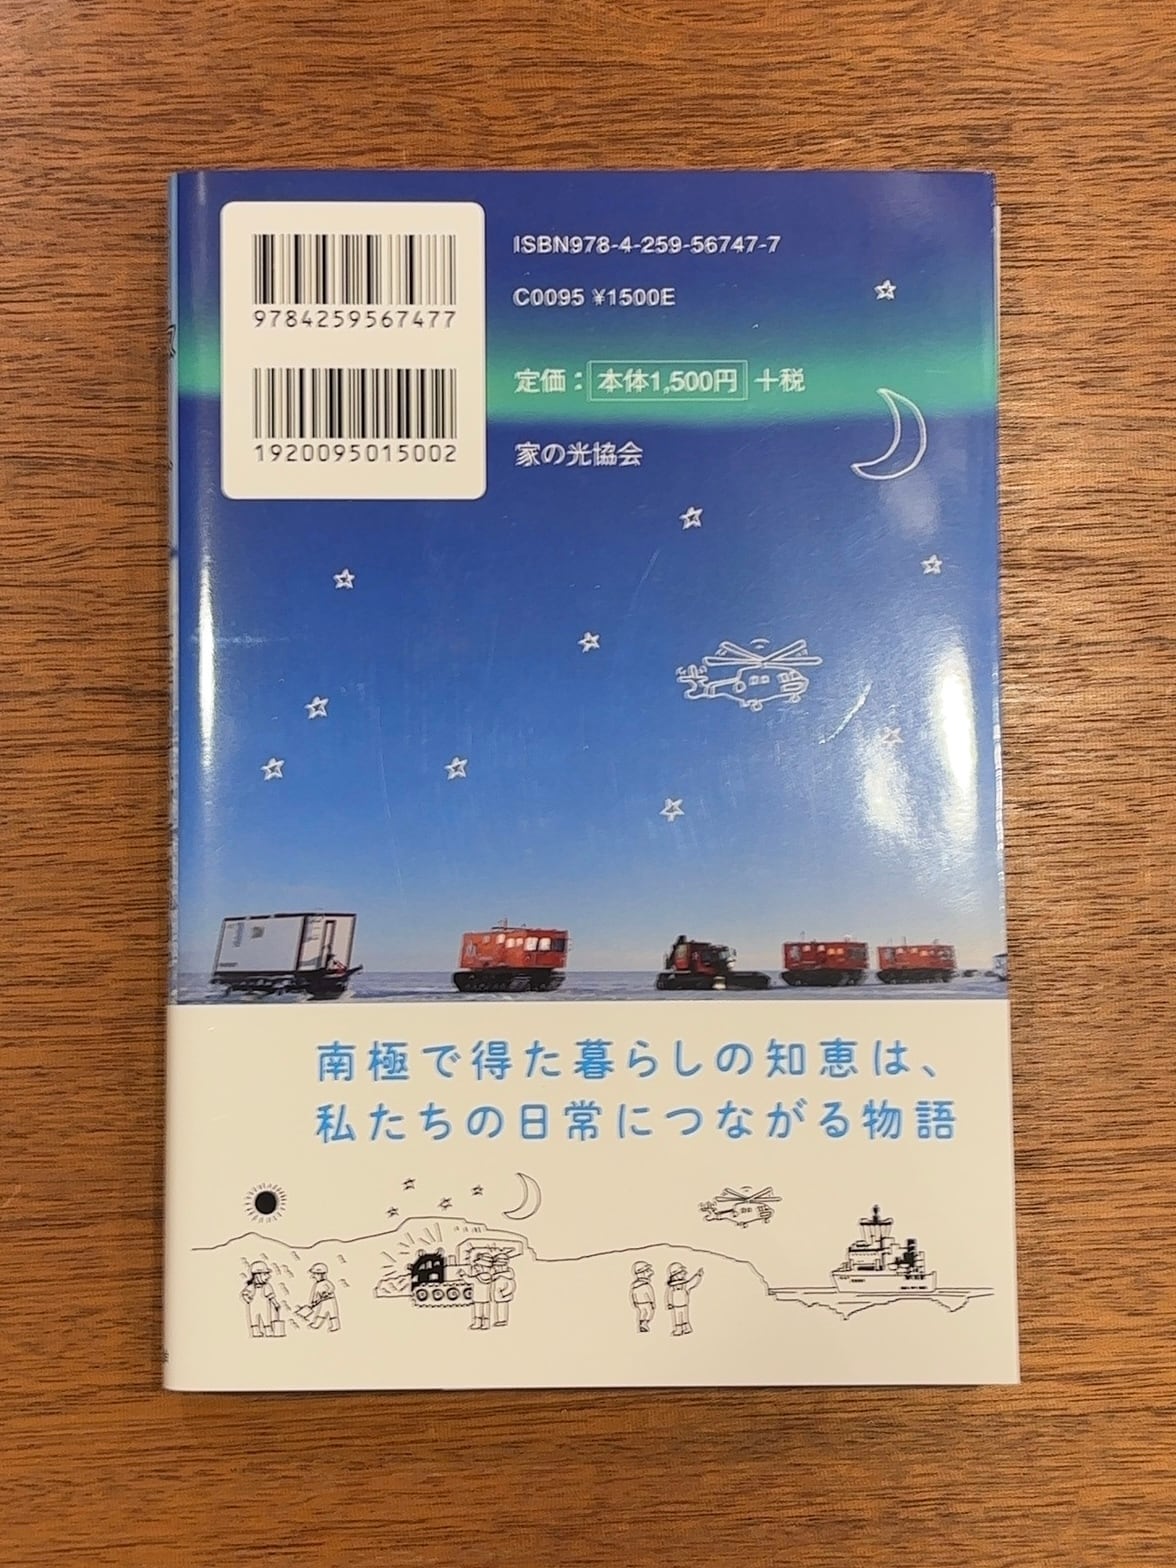 ISBN978-4-259-56747-7
C0095 ¥1500E
9784259567477
定価：本体1,500円＋税
1920095015002
家の光協会
南極で得た暮らしの知恵は、
私たちの日常につながる物語